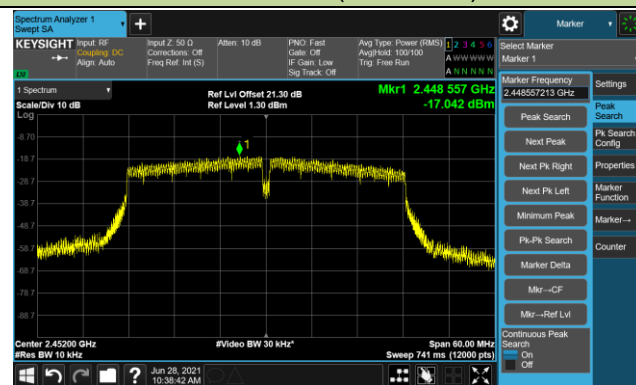 Spectrum Analyzer 1
Swept SA
Marker
KEYSIGHT
Input: RF
Coupling: DC
Align: Auto
Input Z: 50 Ω
Corrections: Off
Freq Ref: Int (S)
Atten: 10 dB
PNO: Fast
Gate: Off
IF Gain: Low
Sig Track: Off
Avg Type: Power (RMS)
Avg|Hold: 100/100
Trig: Free Run
1 2 3 4 5 6
A W W W W W
A N N N N N
LXI
Select Marker
Marker 1
1 Spectrum
Scale/Div 10 dB
Log
Ref Lvl Offset 21.30 dB
Ref Level 1.30 dBm
Mkr1 2.448 557 GHz
-17.042 dBm
1
-8.70
-18.7
-28.7
-38.7
-48.7
-58.7
-68.7
-78.7
-88.7
Center 2.45200 GHz
#Res BW 10 kHz
#Video BW 30 kHz*
Span 60.00 MHz
Sweep 741 ms (12000 pts)
Marker Frequency
2.448557213 GHz
Peak Search
Next Peak
Next Pk Right
Next Pk Left
Minimum Peak
Pk-Pk Search
Marker Delta
Mkr→CF
Mkr→Ref Lvl
Continuous Peak
Search
On
Off
Settings
Peak
Search
Pk Search
Config
Properties
Marker
Function
Marker→
Counter
Jun 28, 2021
10:38:42 AM